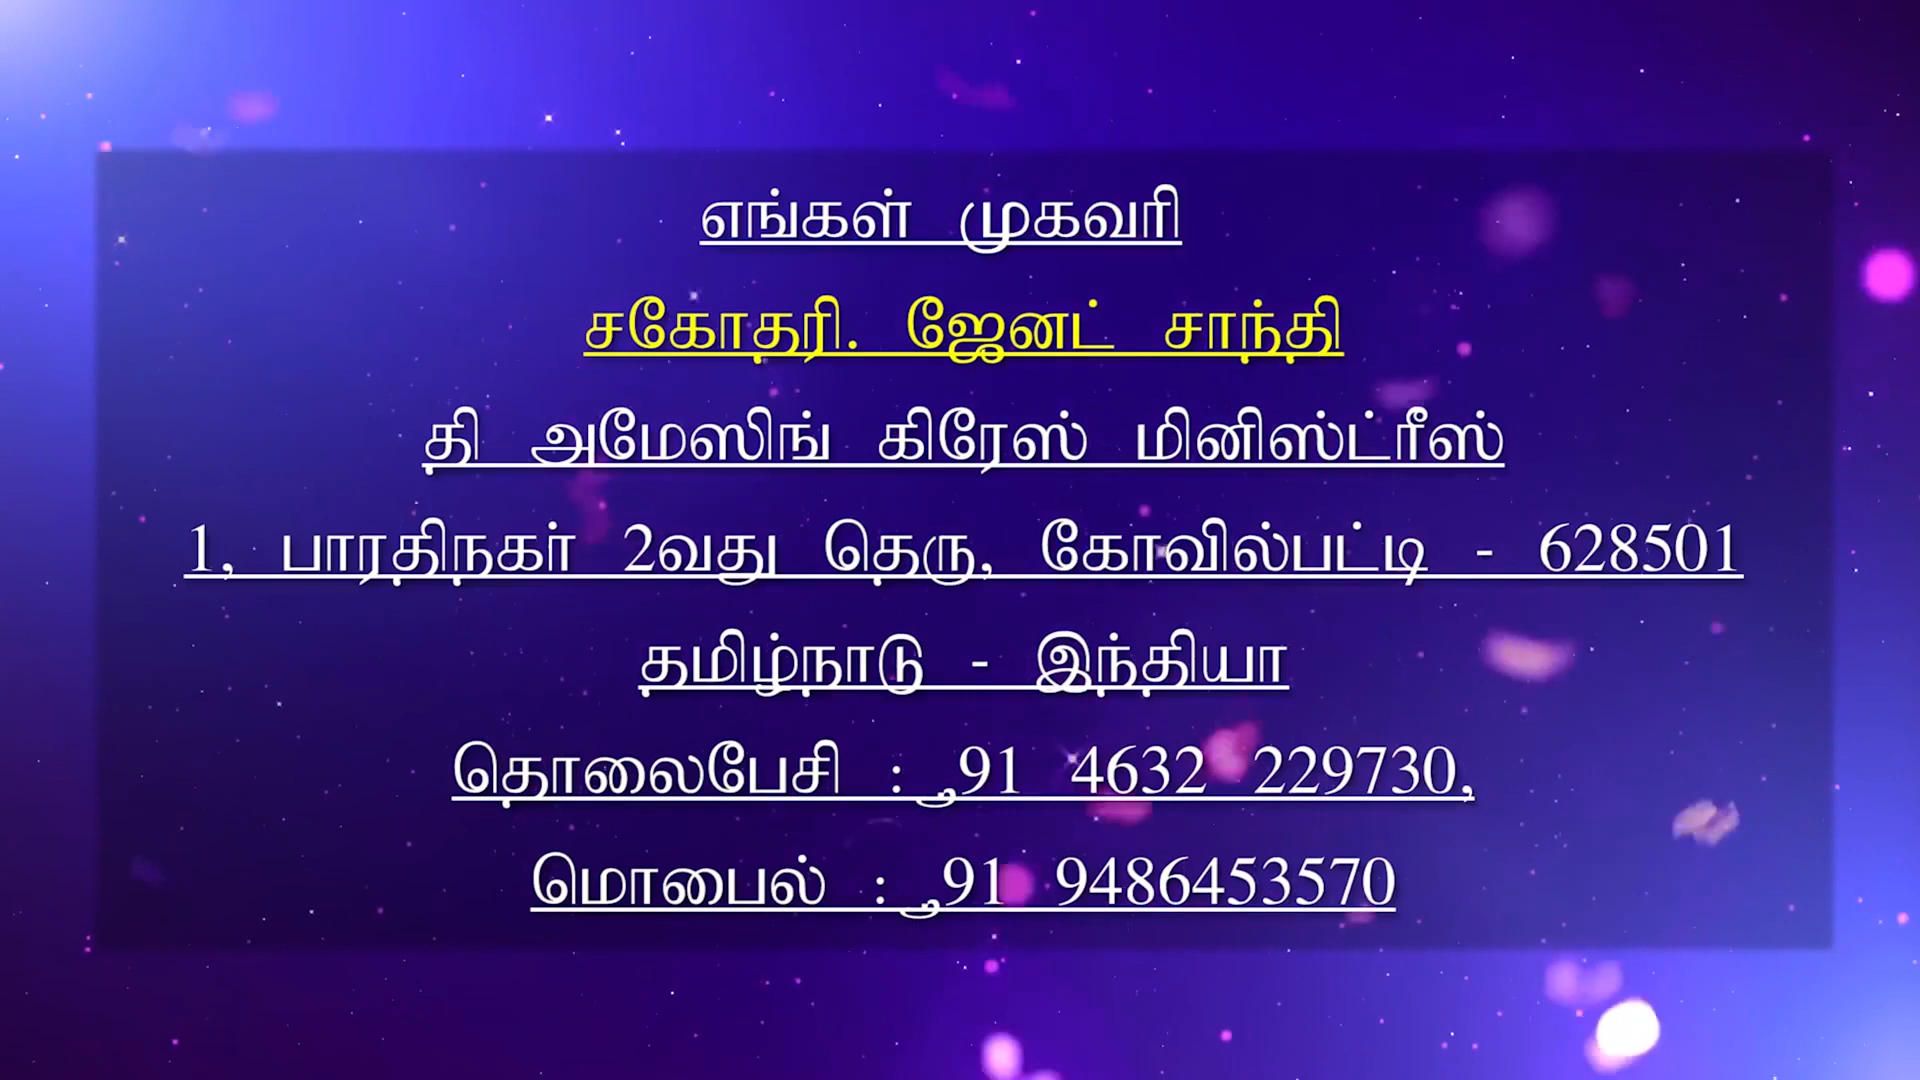 எங்கள் முகவரி
சகோதரி. ஜேனட் சாந்தி
தி அமேஸிங் கிரேஸ் மினிஸ்ட்ரீஸ்
1, பாரதிநகர் 2வது தெரு, கோவில்பட்டி - 628501
தமிழ்நாடு - இந்தியா
தொலைபேசி : ு91 4632 229730,
மொபைல் : ு91 9486453570